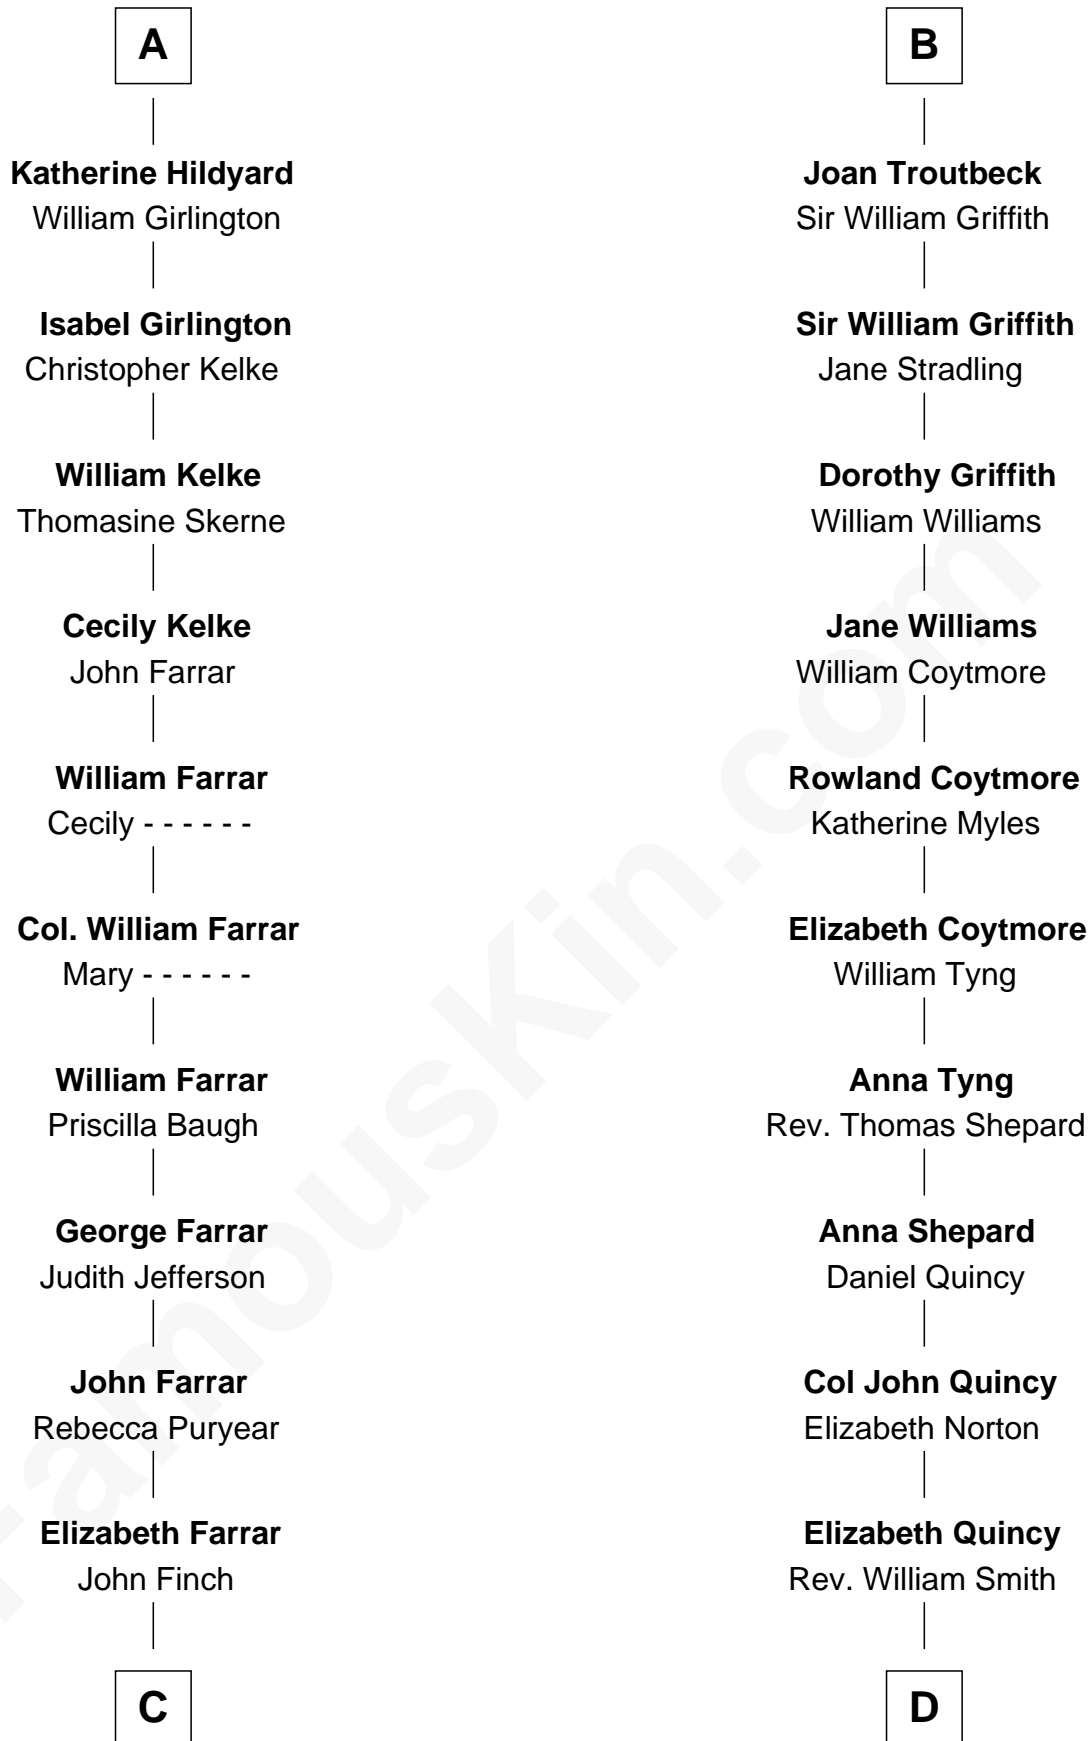 A
Katherine Hildyard
William Girlington
Isabel Girlington
Christopher Kelke
William Kelke
Thomasine Skerne
Cecily Kelke
John Farrar
William Farrar
Cecily - - - - - -
Col. William Farrar
Mary - - - - - -
William Farrar
Priscilla Baugh
George Farrar
Judith Jefferson
John Farrar
Rebecca Puryear
Elizabeth Farrar
John Finch
C
B
Joan Troutbeck
Sir William Griffith
Sir William Griffith
Jane Stradling
Dorothy Griffith
William Williams
Jane Williams
William Coytmore
Rowland Coytmore
Katherine Myles
Elizabeth Coytmore
William Tyng
Anna Tyng
Rev. Thomas Shepard
Anna Shepard
Daniel Quincy
Col John Quincy
Elizabeth Norton
Elizabeth Quincy
Rev. William Smith
D
FamousKin.com